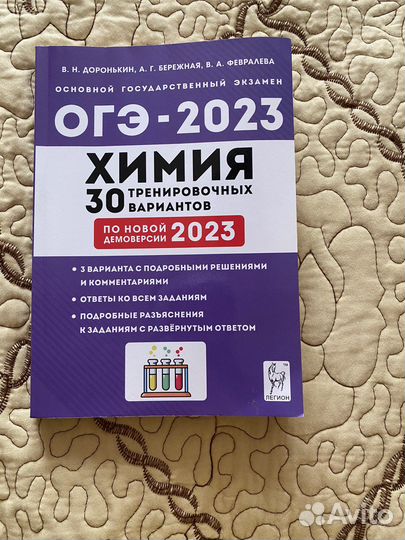 В. Н. ДОРОНЬКИН, А. Г. БЕРЕЖНАЯ, В. А. ФЕВРАЛЕВА
ОСНОВНОЙ ГОСУДАРСТВЕННЫЙ ЭКЗАМЕН
ОГЭ - 2023
ХИМИЯ
30 ТРЕНИРОВОЧНЫХ
ВАРИАНТОВ
ПО НОВОЙ
ДЕМОВЕРСИИ 2023
• 3 ВАРИАНТА С ПОДРОБНЫМИ РЕШЕНИЯМИ
И КОММЕНТАРИЯМИ
• ОТВЕТЫ КО ВСЕМ ЗАДАНИЯМ
• ПОДРОБНЫЕ РАЗЪЯСНЕНИЯ
К ЗАДАНИЯМ С РАЗВЁРНУТЫМ ОТВЕТОМ
TM
ЛЕГИОН
Avito